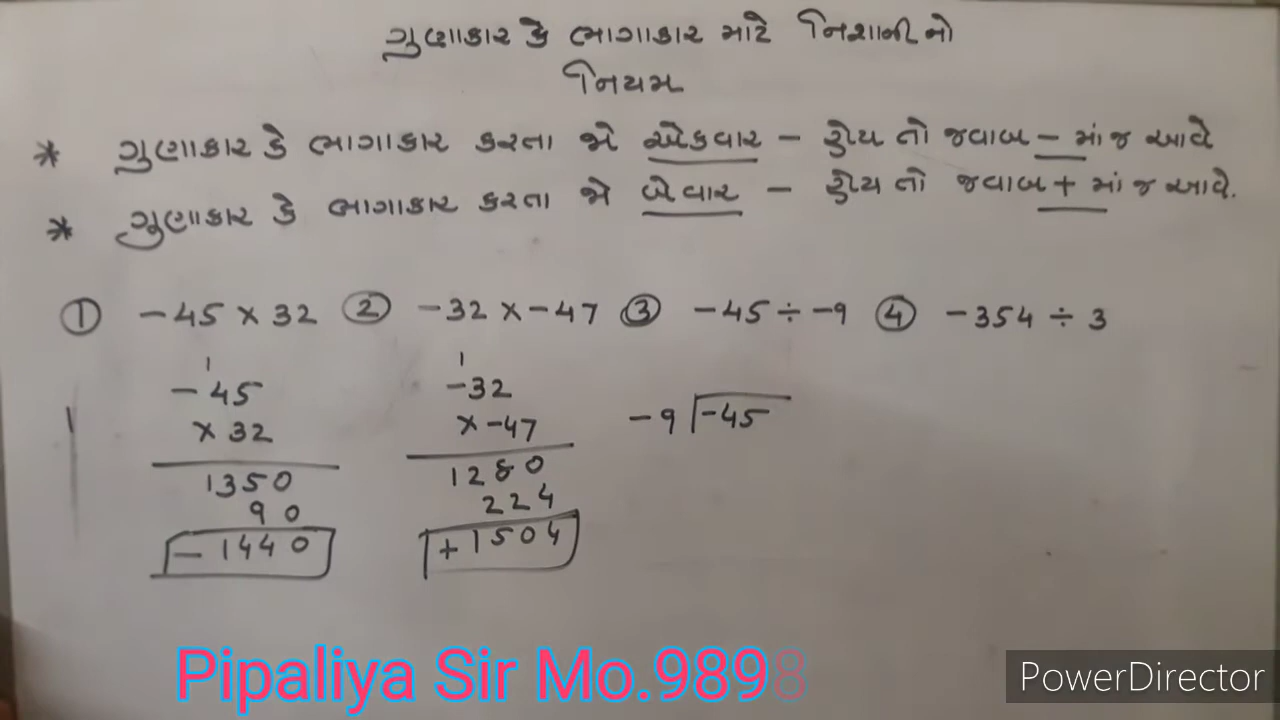 ગુણાકાર કે ભાગાકાર માટે નિશાનીનો
નિયમ
* ગુણાકાર કે ભાગાકાર કરતા જો એકવાર - હોય તો જવાબ - માં જ આવે
* ગુણાકાર કે ભાગાકાર કરતા જો બેવાર - હોય તો જવાબ + માં જ આવે.
① -45 × 32 ② -32 × -47 ③ -45 ÷ -9 ④ -354 ÷ 3
1 1
-45 -32
× 32 × -47 -9 -45
1350 1280
90 224
-1440 +1504
Pipaliya Sir Mo.9898
PowerDirector